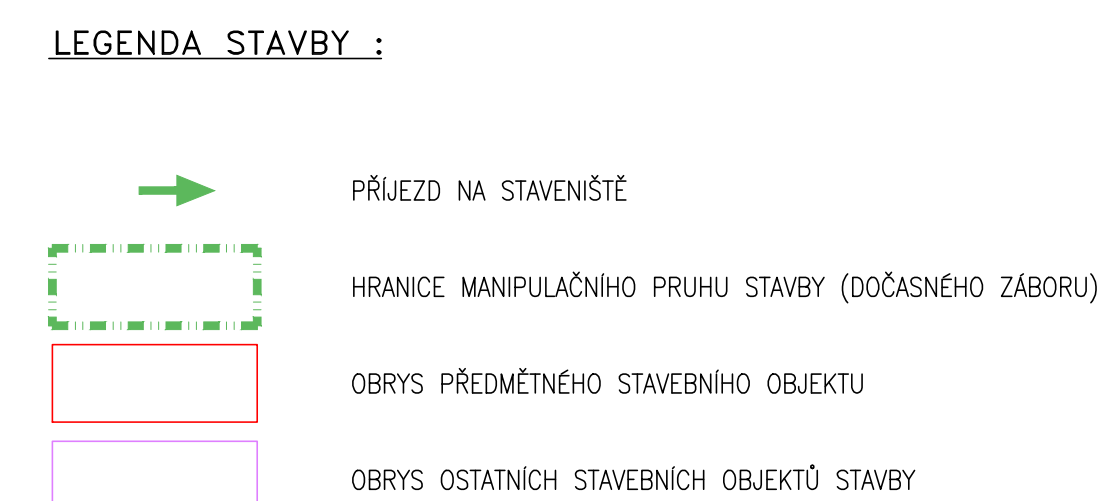 LEGENDA STAVBY :
PŘÍJEZD NA STAVENIŠTĚ
HRANICE MANIPULAČNÍHO PRUHU STAVBY (DOČASNÉHO ZÁBORU)
OBRYS PŘEDMĚTNÉHO STAVEBNÍHO OBJEKTU
OBRYS OSTATNÍCH STAVEBNÍCH OBJEKTŮ STAVBY